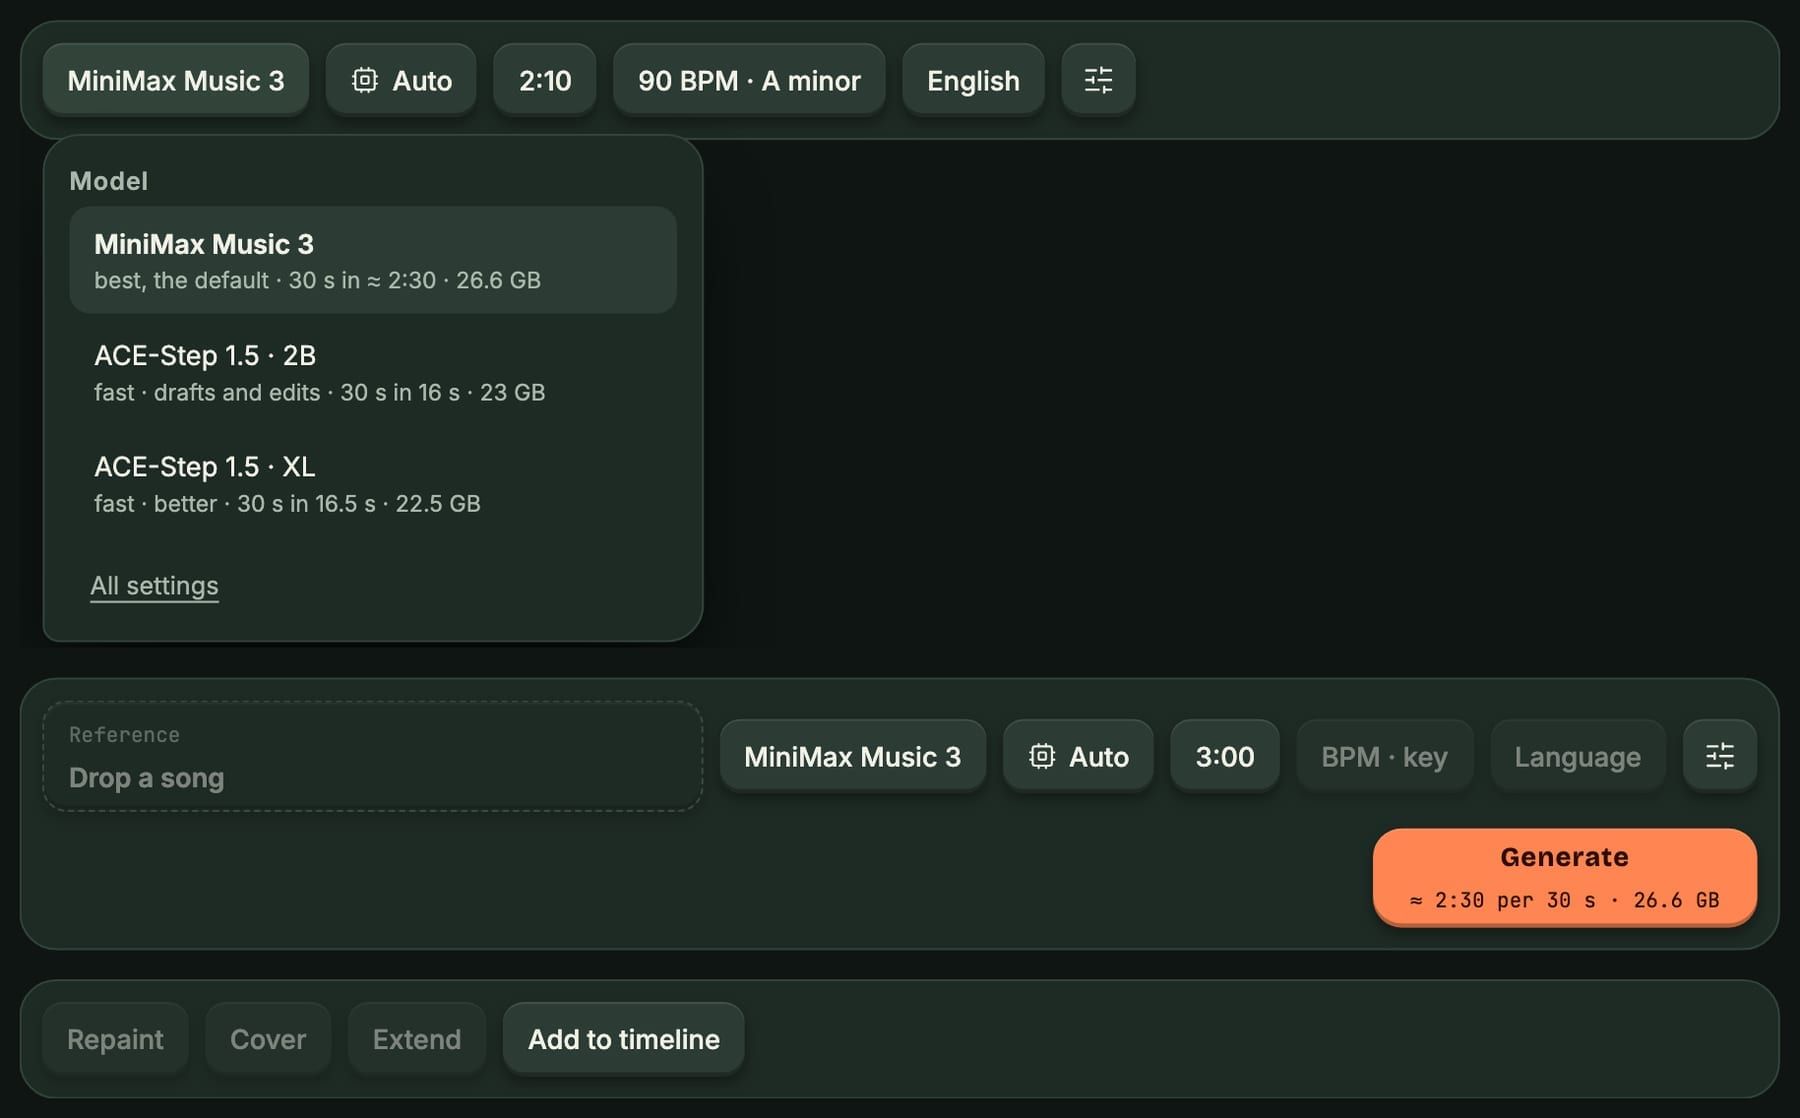 MiniMax Music 3 Auto 2:10 90 BPM · A minor English
Model
MiniMax Music 3
best, the default · 30 s in ≈ 2:30 · 26.6 GB
ACE-Step 1.5 · 2B
fast · drafts and edits · 30 s in 16 s · 23 GB
ACE-Step 1.5 · XL
fast · better · 30 s in 16.5 s · 22.5 GB
All settings
Reference
Drop a song
MiniMax Music 3 Auto 3:00 BPM · key Language
Generate
≈ 2:30 per 30 s · 26.6 GB
Repaint Cover Extend Add to timeline